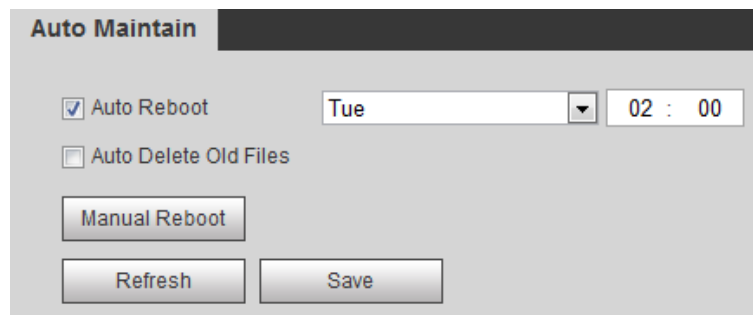 Auto Maintain
Auto Reboot Tue 02 : 00
Auto Delete Old Files
Manual Reboot
Refresh Save